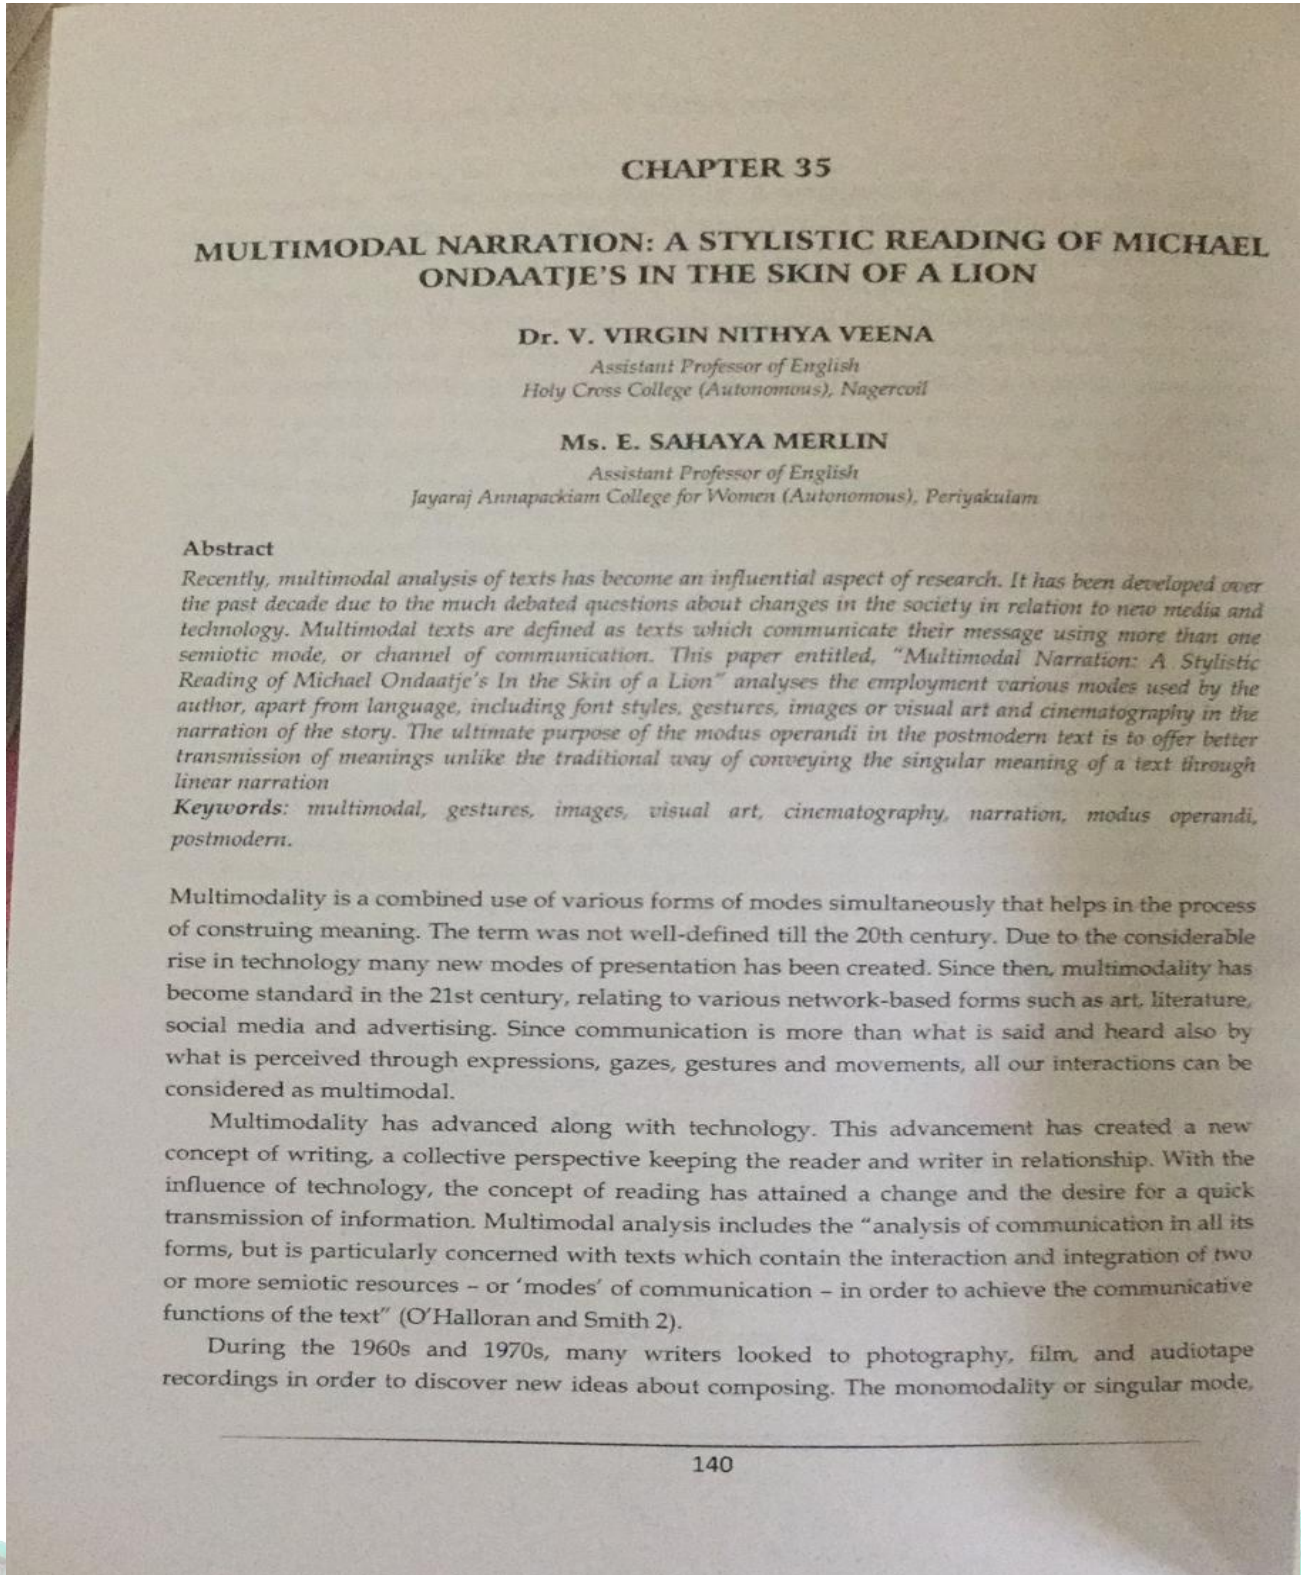 CHAPTER 35
MULTIMODAL NARRATION: A STYLISTIC READING OF MICHAEL
ONDAATJE'S IN THE SKIN OF A LION
Dr. V. VIRGIN NITHYA VEENA
Assistant Professor of English
Holy Cross College (Autonomous), Nagercoil
Ms. E. SAHAYA MERLIN
Assistant Professor of English
Jayaraj Annapackiam College for Women (Autonomous), Periyakulam
Abstract
Recently, multimodal analysis of texts has become an influential aspect of research. It has been developed over
the past decade due to the much debated questions about changes in the society in relation to new media and
technology. Multimodal texts are defined as texts which communicate their message using more than one
semiotic mode, or channel of communication. This paper entitled, "Multimodal Narration: A Stylistic
Reading of Michael Ondaatje's In the Skin of a Lion" analyses the employment various modes used by the
author, apart from language, including font styles, gestures, images or visual art and cinematography in the
narration of the story. The ultimate purpose of the modus operandi in the postmodern text is to offer better
transmission of meanings unlike the traditional way of conveying the singular meaning of a text through
linear narration
Keywords: multimodal, gestures, images, visual art, cinematography, narration, modus operandi,
postmodern.
Multimodality is a combined use of various forms of modes simultaneously that helps in the process
of construing meaning. The term was not well-defined till the 20th century. Due to the considerable
rise in technology many new modes of presentation has been created. Since then, multimodality has
become standard in the 21st century, relating to various network-based forms such as art, literature,
social media and advertising. Since communication is more than what is said and heard also by
what is perceived through expressions, gazes, gestures and movements, all our interactions can be
considered as multimodal.
Multimodality has advanced along with technology. This advancement has created a new
concept of writing, a collective perspective keeping the reader and writer in relationship. With the
influence of technology, the concept of reading has attained a change and the desire for a quick
transmission of information. Multimodal analysis includes the "analysis of communication in all its
forms, but is particularly concerned with texts which contain the interaction and integration of two
or more semiotic resources – or 'modes' of communication – in order to achieve the communicative
functions of the text" (O'Halloran and Smith 2).
During the 1960s and 1970s, many writers looked to photography, film, and audiotape
recordings in order to discover new ideas about composing. The monomodality or singular mode,
140